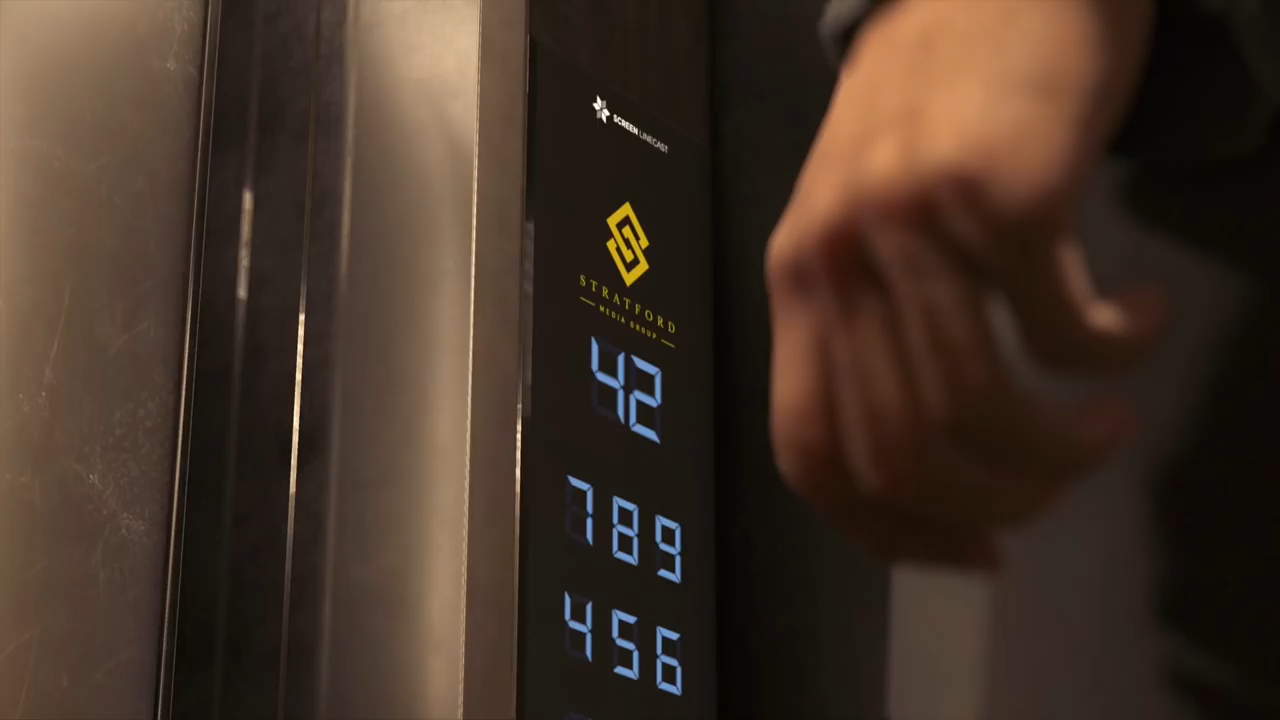 SCREEN LINECAST
STRATFORD
MEDIA GROUP
42
7 8 9
4 5 6